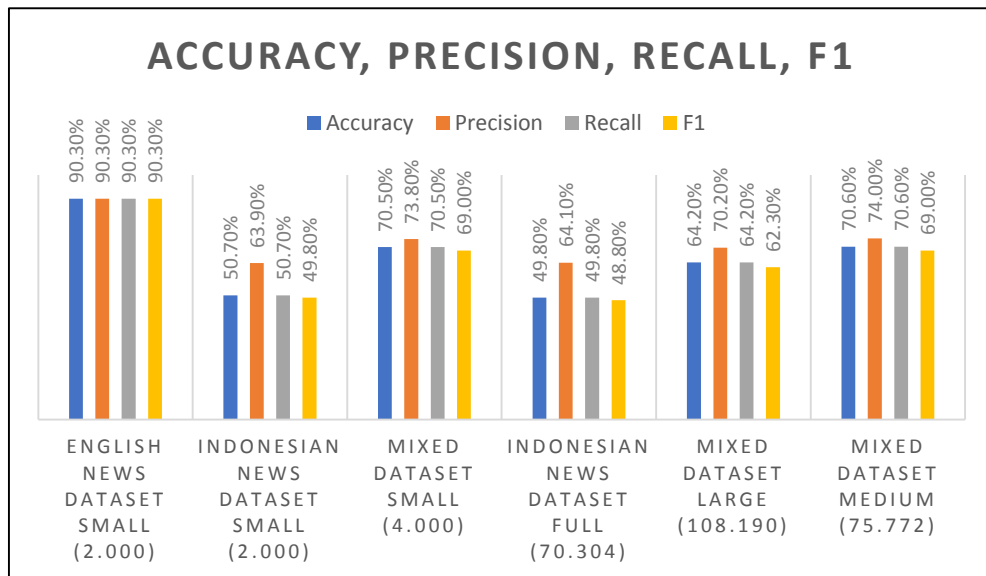 ACCURACY, PRECISION, RECALL, F1
Accuracy Precision Recall F1
90.30% 90.30% 90.30% 90.30%
50.70% 63.90% 50.70% 49.80%
70.50% 73.80% 70.50% 69.00%
49.80% 64.10% 49.80% 48.80%
64.20% 70.20% 64.20% 62.30%
70.60% 74.00% 70.60% 69.00%
ENGLISH
NEWS
DATASET
SMALL
(2.000)
INDONESIAN
NEWS
DATASET
SMALL
(2.000)
MIXED
DATASET
SMALL
(4.000)
INDONESIAN
NEWS
DATASET
FULL
(70.304)
MIXED
DATASET
LARGE
(108.190)
MIXED
DATASET
MEDIUM
(75.772)